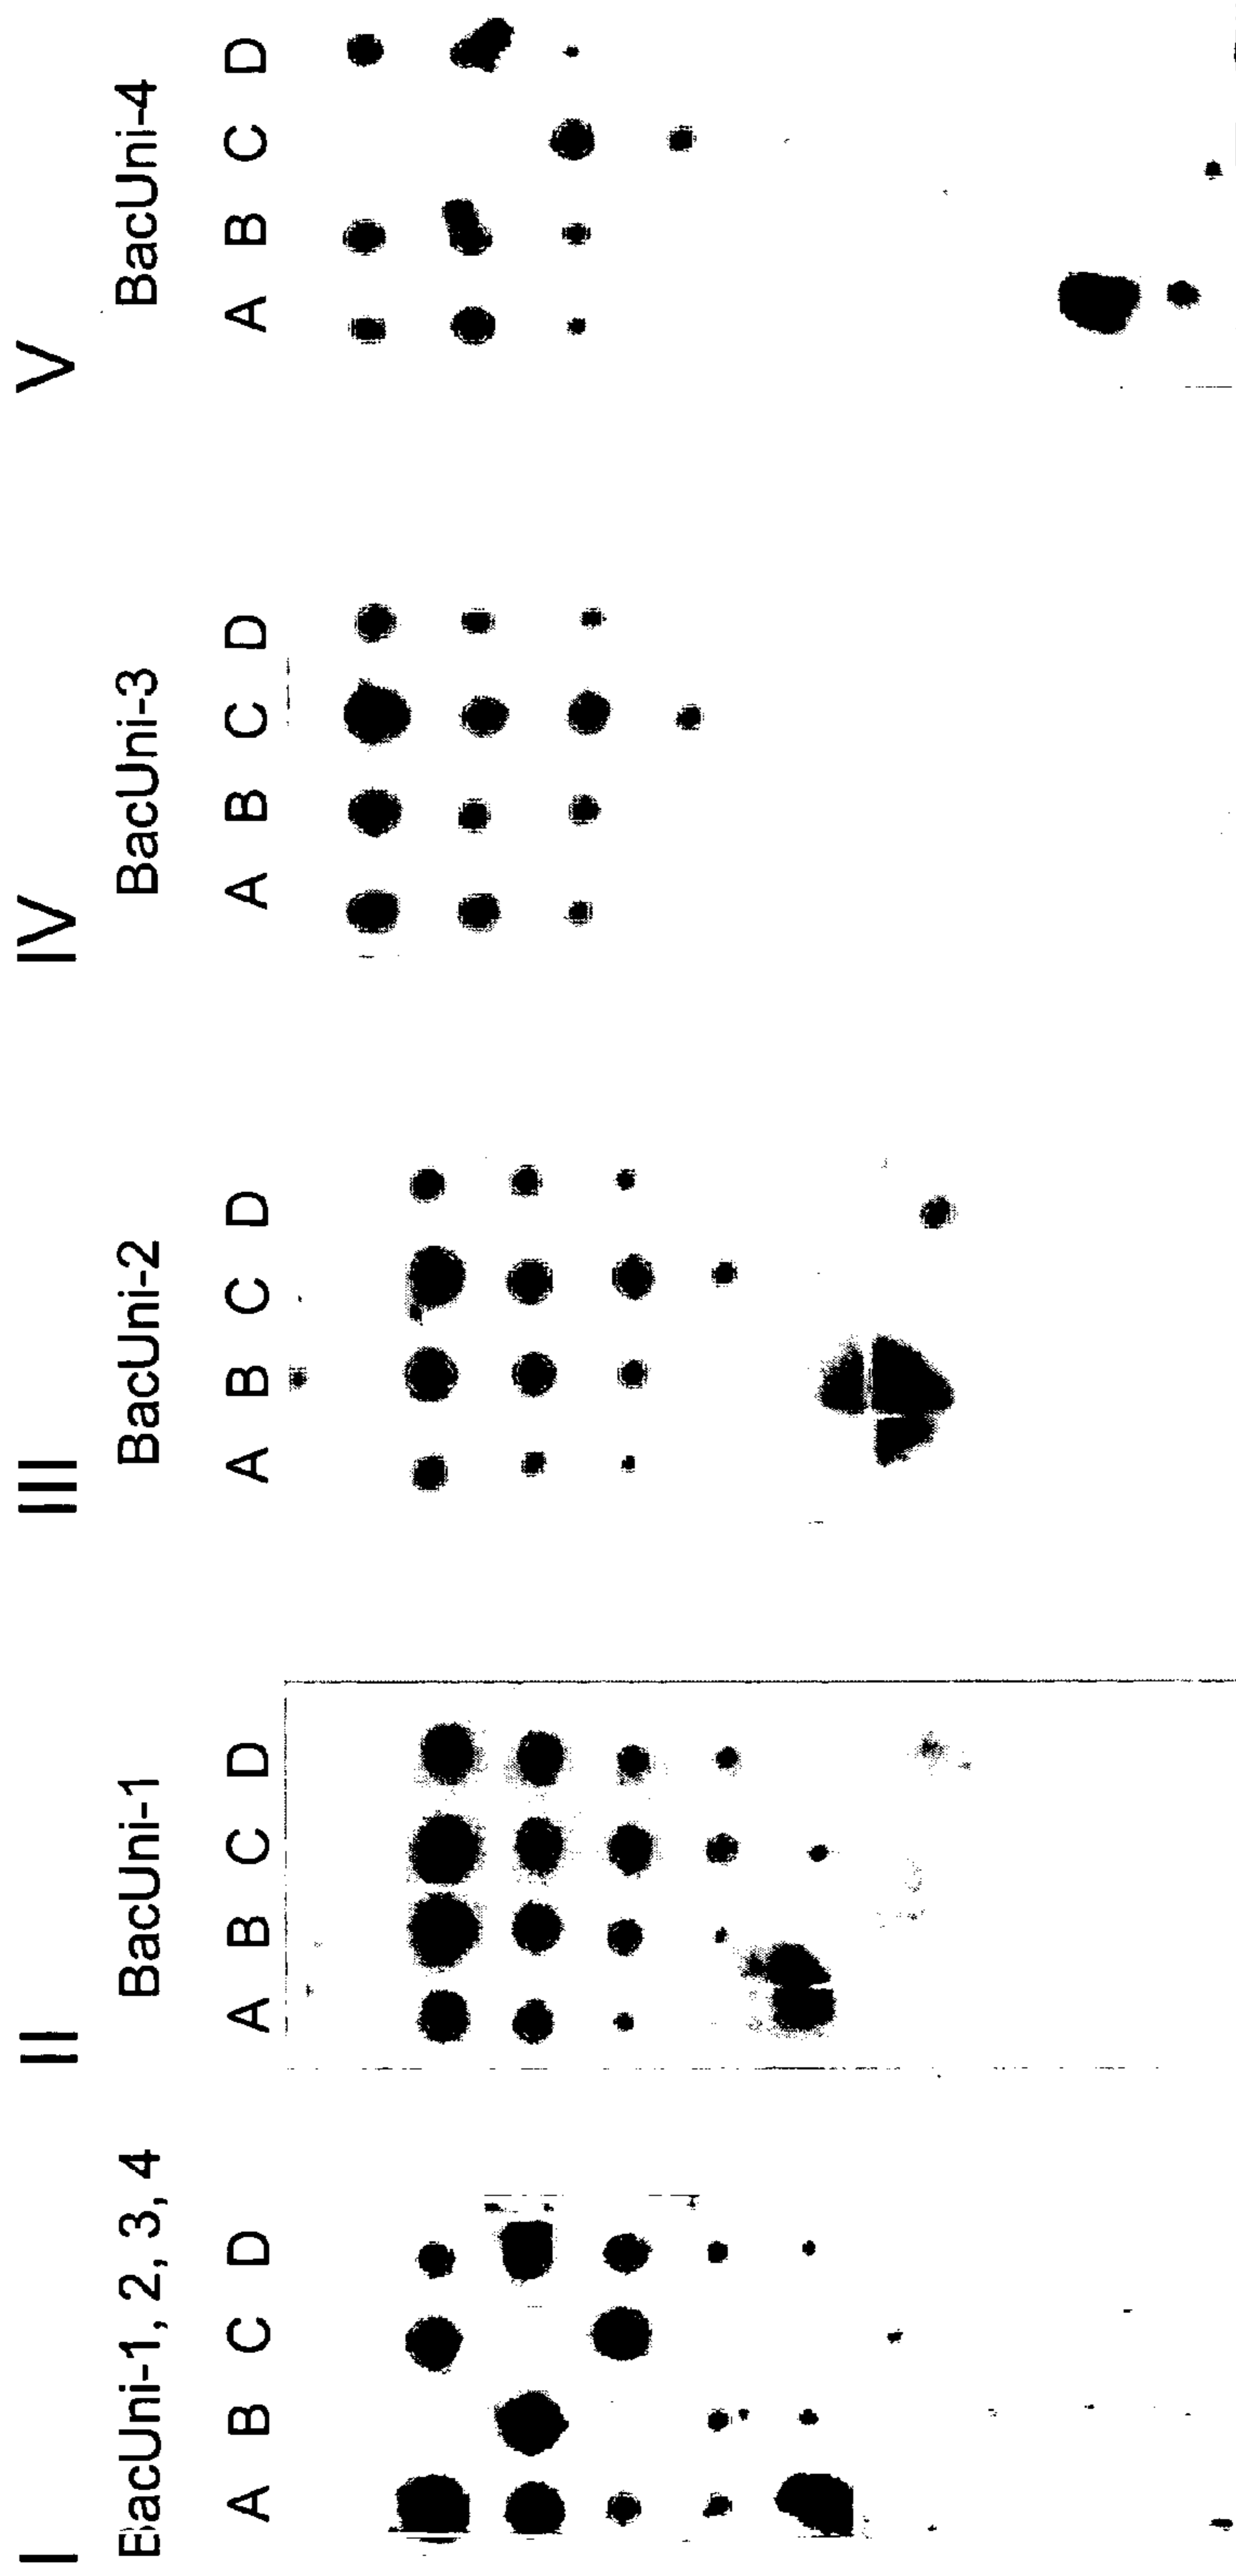 I II III IV V
BacUni-1, 2, 3, 4 BacUni-1 BacUni-2 BacUni-3 BacUni-4
A B C D A B C D A B C D A B C D A B C D